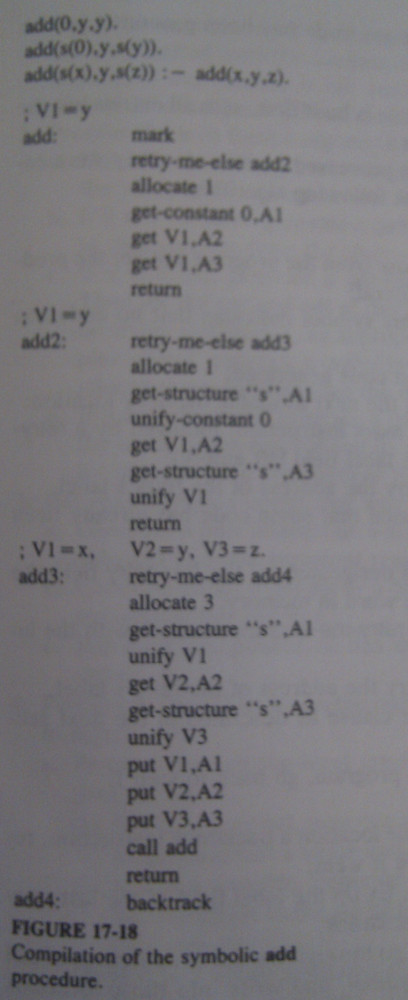 add(0,y,y).
add(s(0),y,s(y)).
add(s(x),y,s(z)) :- add(x,y,z).
; V1=y
add: mark
retry-me-else add2
allocate 1
get-constant 0,A1
get V1,A2
get V1,A3
return
; V1=y
add2: retry-me-else add3
allocate 1
get-structure "s",A1
unify-constant 0
get V1,A2
get-structure "s",A3
unify V1
return
; V1=x, V2=y, V3=z.
add3: retry-me-else add4
allocate 3
get-structure "s",A1
unify V1
get V2,A2
get-structure "s",A3
unify V3
put V1,A1
put V2,A2
put V3,A3
call add
return
add4: backtrack
FIGURE 17-18
Compilation of the symbolic add
procedure.